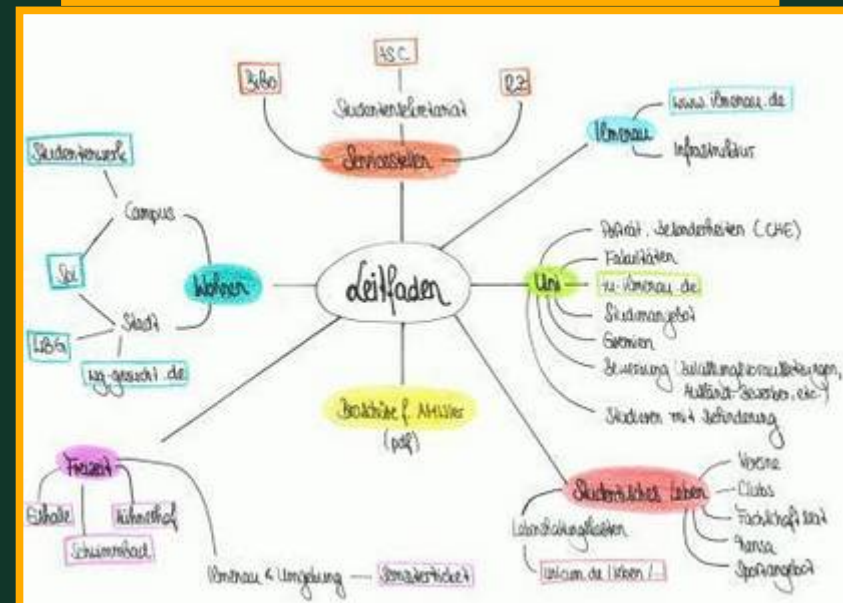 BiBo
Studentensekretariat
RZ
Servicestellen
Ilmenau
www.ilmenau.de
Infrastruktur
Studentenwerk
Campus
Wohnen
Stadt
WBG
wg-gesucht.de
Leitfaden
Uni
Fakultäten
tu-ilmenau.de
Studienangebot
Gremien
Studieren mit Behinderung
Broschüre f.
(pdf)
Freizeit
Eishalle
Schwimmbad
Ilmenau & Umgebung
Semesterticket
Studentisches Leben
Vereine
Clubs
Fachschaftsrat
Mensa
Sportangebot
Lebenshaltungskosten